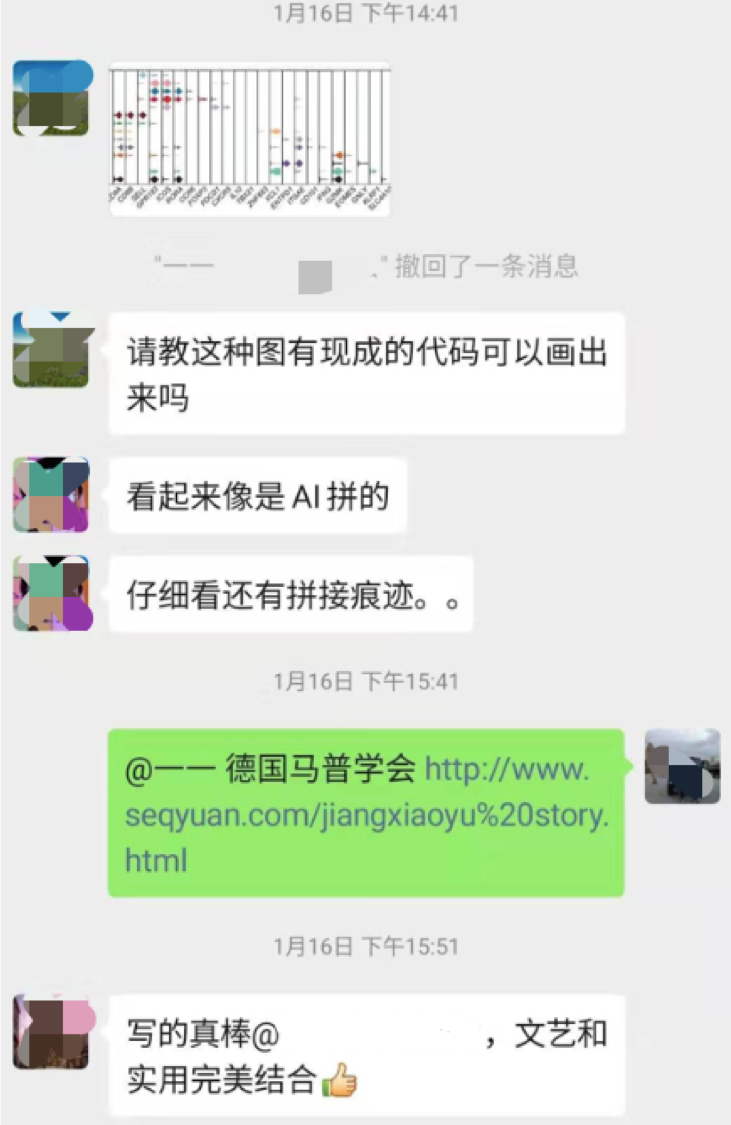 1月16日 下午14:41
"一一 ." 撤回了一条消息
请教这种图有现成的代码可以画出
来吗
看起来像是 AI 拼的
仔细看还有拼接痕迹。。
1月16日 下午15:41
@一一 德国马普学会 http://www.
seqyuan.com/jiangxiaoyu%20story.
html
1月16日 下午15:51
写的真棒@ ，文艺和
实用完美结合👍